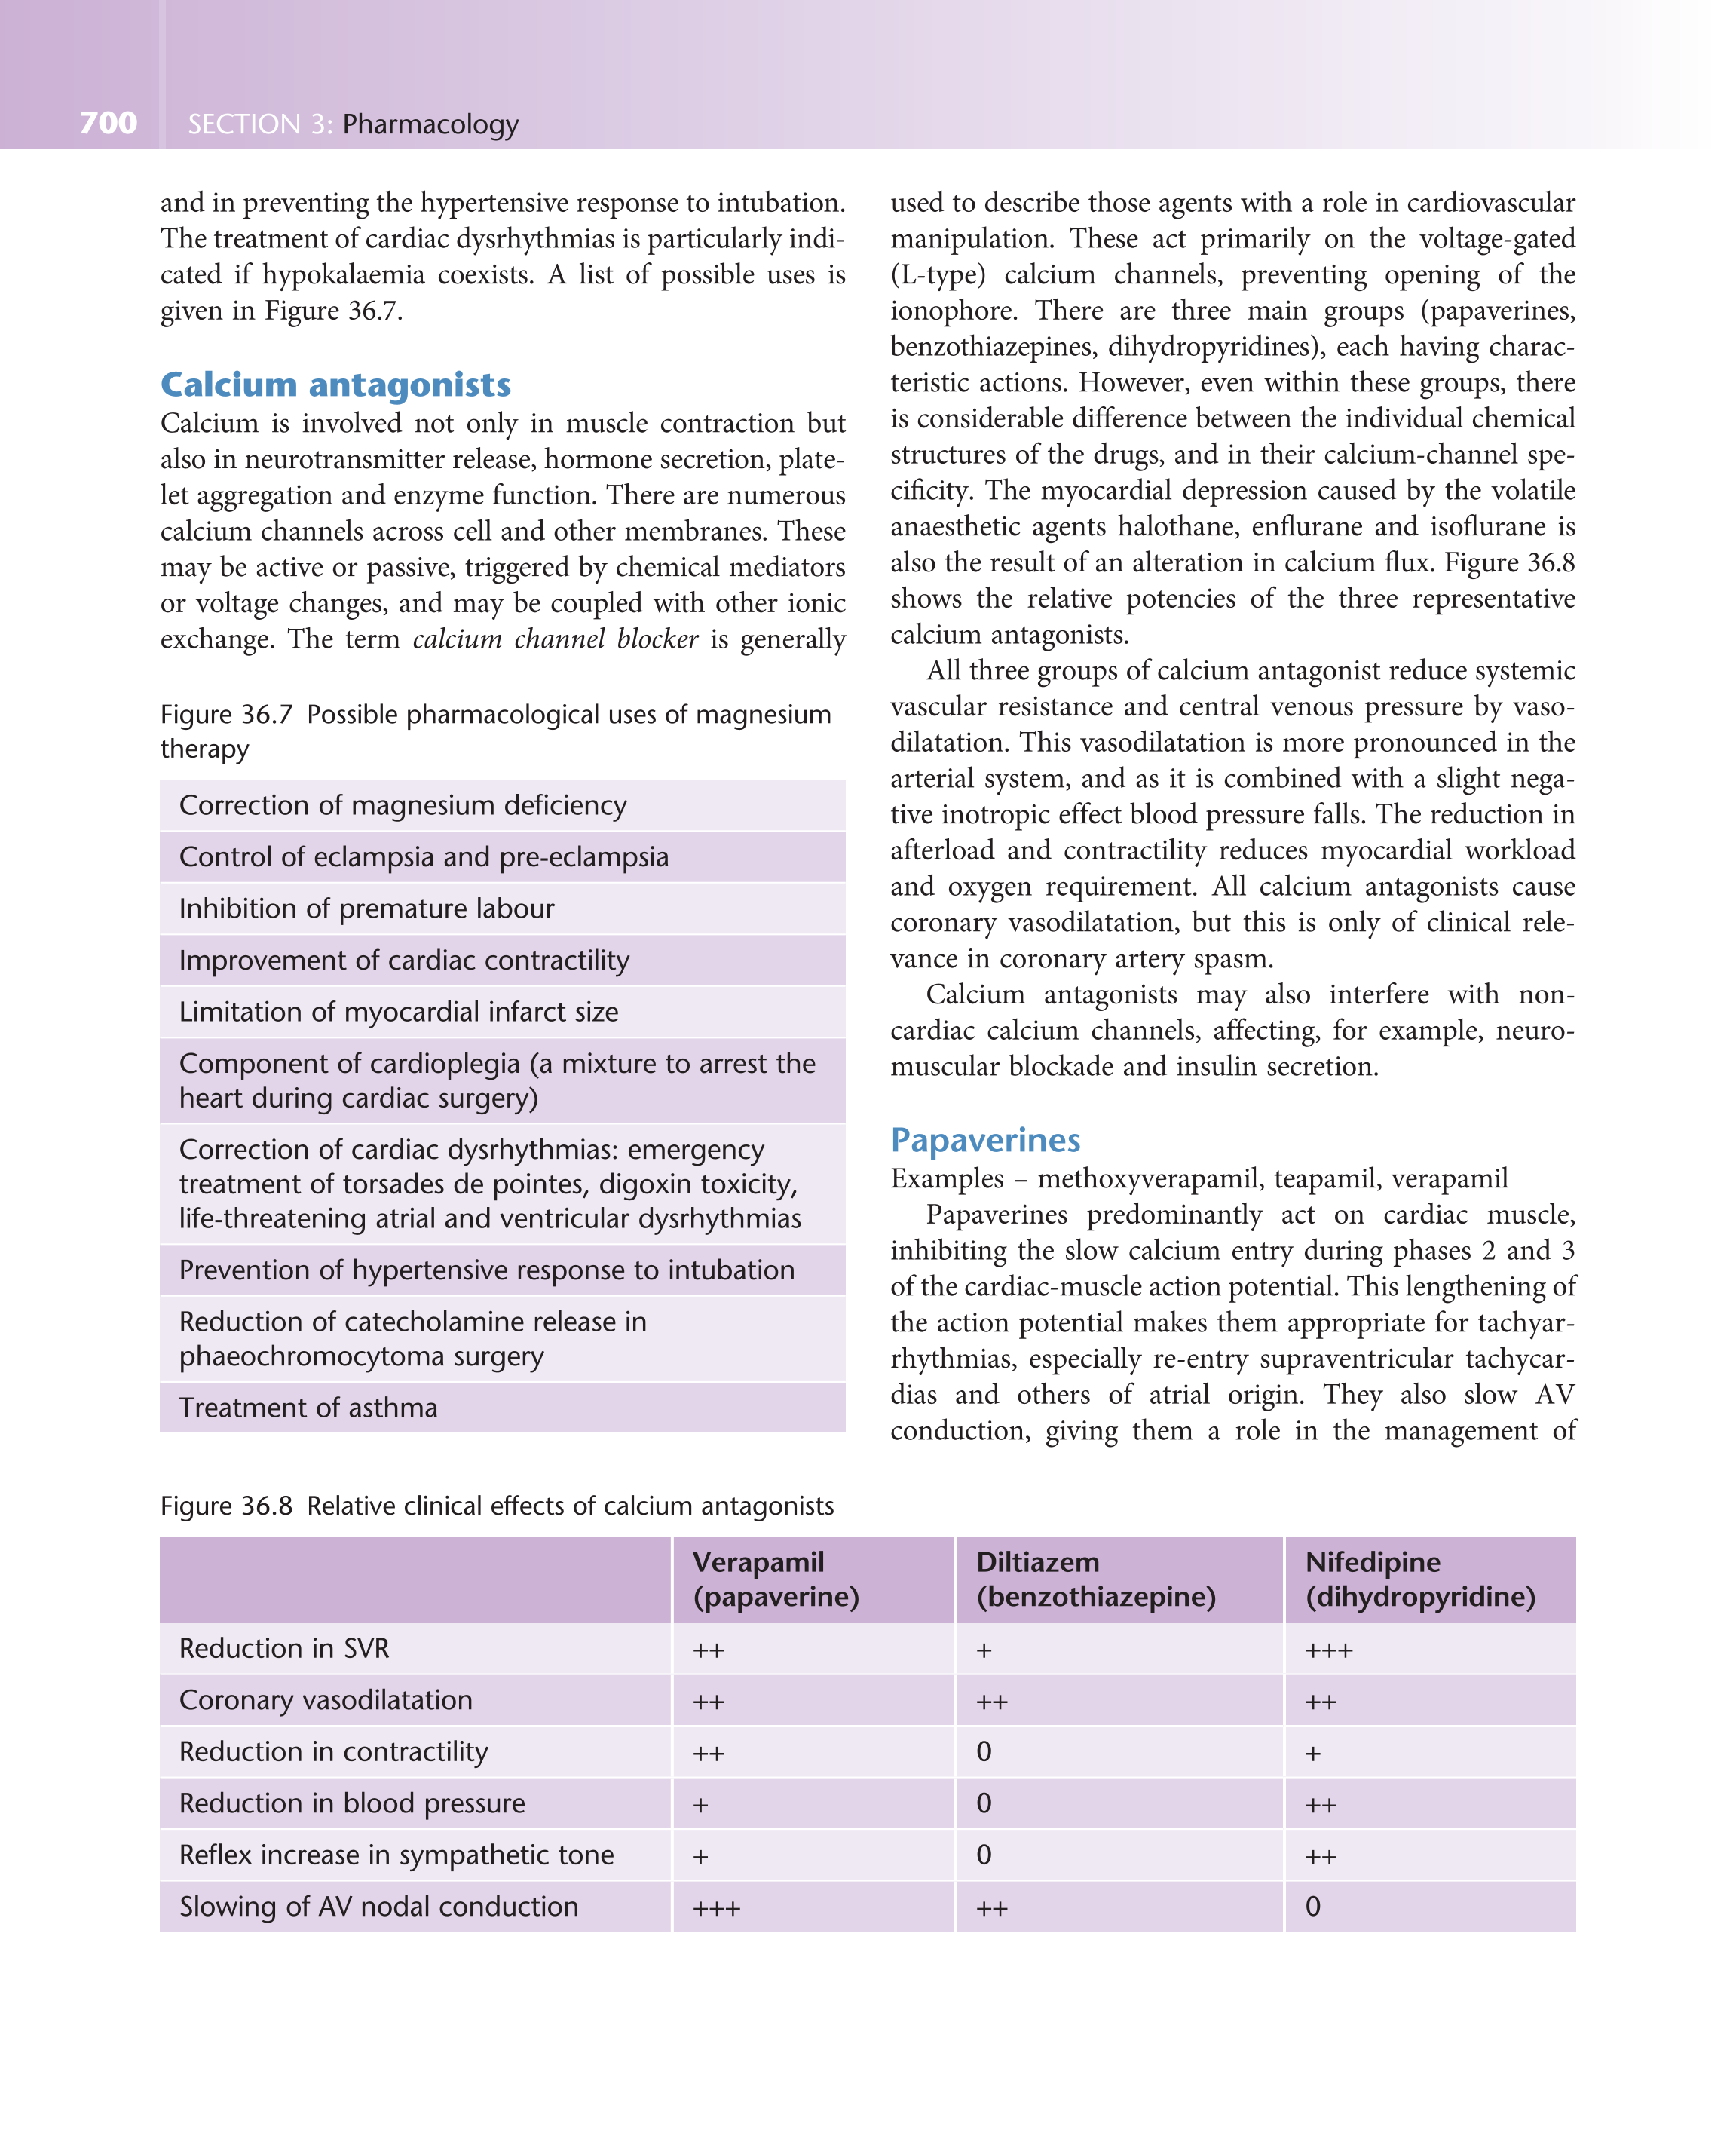 700 SECTION 3: Pharmacology
and in preventing the hypertensive response to intubation.
The treatment of cardiac dysrhythmias is particularly indi-
cated if hypokalaemia coexists. A list of possible uses is
given in Figure 36.7.
Calcium antagonists
Calcium is involved not only in muscle contraction but
also in neurotransmitter release, hormone secretion, plate-
let aggregation and enzyme function. There are numerous
calcium channels across cell and other membranes. These
may be active or passive, triggered by chemical mediators
or voltage changes, and may be coupled with other ionic
exchange. The term calcium channel blocker is generally
Figure 36.7 Possible pharmacological uses of magnesium
therapy
Correction of magnesium deficiency
Control of eclampsia and pre-eclampsia
Inhibition of premature labour
Improvement of cardiac contractility
Limitation of myocardial infarct size
Component of cardioplegia (a mixture to arrest the
heart during cardiac surgery)
Correction of cardiac dysrhythmias: emergency
treatment of torsades de pointes, digoxin toxicity,
life-threatening atrial and ventricular dysrhythmias
Prevention of hypertensive response to intubation
Reduction of catecholamine release in
phaeochromocytoma surgery
Treatment of asthma
used to describe those agents with a role in cardiovascular
manipulation. These act primarily on the voltage-gated
(L-type) calcium channels, preventing opening of the
ionophore. There are three main groups (papaverines,
benzothiazepines, dihydropyridines), each having charac-
teristic actions. However, even within these groups, there
is considerable difference between the individual chemical
structures of the drugs, and in their calcium-channel spe-
cificity. The myocardial depression caused by the volatile
anaesthetic agents halothane, enflurane and isoflurane is
also the result of an alteration in calcium flux. Figure 36.8
shows the relative potencies of the three representative
calcium antagonists.
All three groups of calcium antagonist reduce systemic
vascular resistance and central venous pressure by vaso-
dilatation. This vasodilatation is more pronounced in the
arterial system, and as it is combined with a slight nega-
tive inotropic effect blood pressure falls. The reduction in
afterload and contractility reduces myocardial workload
and oxygen requirement. All calcium antagonists cause
coronary vasodilatation, but this is only of clinical rele-
vance in coronary artery spasm.
Calcium antagonists may also interfere with non-
cardiac calcium channels, affecting, for example, neuro-
muscular blockade and insulin secretion.
Papaverines
Examples – methoxyverapamil, teapamil, verapamil
Papaverines predominantly act on cardiac muscle,
inhibiting the slow calcium entry during phases 2 and 3
of the cardiac-muscle action potential. This lengthening of
the action potential makes them appropriate for tachyar-
rhythmias, especially re-entry supraventricular tachycar-
dias and others of atrial origin. They also slow AV
conduction, giving them a role in the management of
Figure 36.8 Relative clinical effects of calcium antagonists
Verapamil Diltiazem Nifedipine
(papaverine) (benzothiazepine) (dihydropyridine)
Reduction in SVR ++ + +++
Coronary vasodilatation ++ ++ ++
Reduction in contractility ++ 0 +
Reduction in blood pressure + 0 ++
Reflex increase in sympathetic tone + 0 ++
Slowing of AV nodal conduction +++ ++ 0